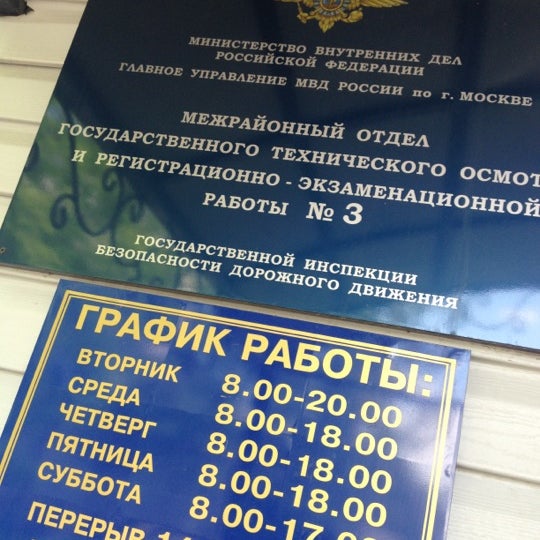 МИНИСТЕРСТВО ВНУТРЕННИХ ДЕЛ
РОССИЙСКОЙ ФЕДЕРАЦИИ
ГЛАВНОЕ УПРАВЛЕНИЕ МВД РОССИИ по г. МОСКВЕ
МЕЖРАЙОННЫЙ ОТДЕЛ
ГОСУДАРСТВЕННОГО ТЕХНИЧЕСКОГО ОСМОТ
И РЕГИСТРАЦИОННО - ЭКЗАМЕНАЦИОННОЙ
РАБОТЫ № 3
ГОСУДАРСТВЕННОЙ ИНСПЕКЦИИ
БЕЗОПАСНОСТИ ДОРОЖНОГО ДВИЖЕНИЯ
ГРАФИК РАБОТЫ:
ВТОРНИК 8.00-20.00
СРЕДА 8.00-18.00
ЧЕТВЕРГ 8.00-18.00
ПЯТНИЦА 8.00-18.00
СУББОТА 8.00-17.00
ПЕРЕРЫВ 14